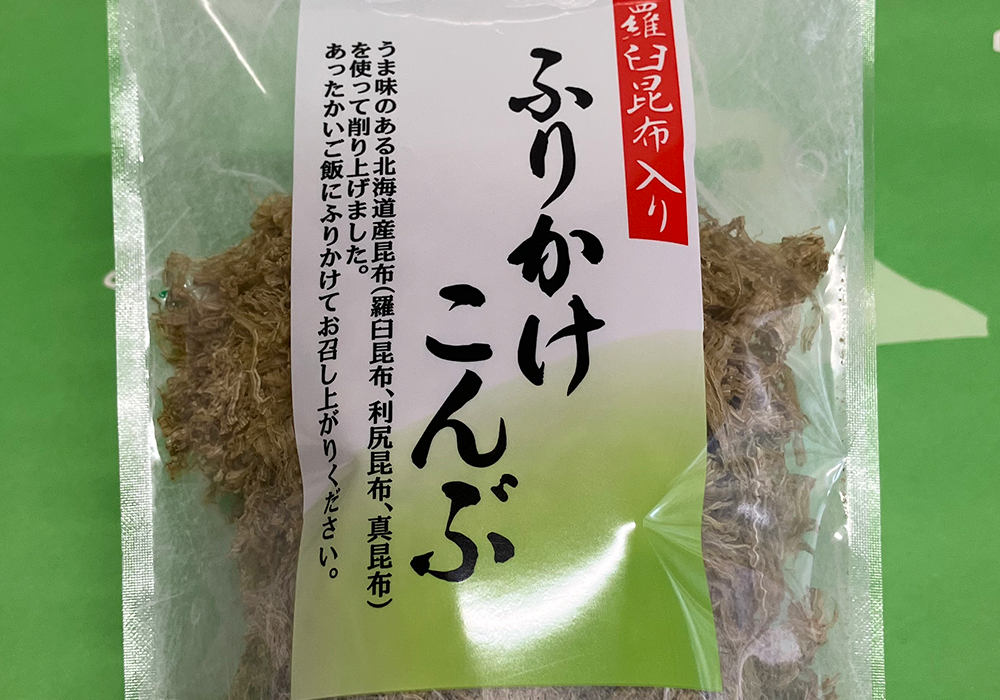 羅臼昆布入り
ふりかけ
こんぶ
うま味のある北海道産昆布(羅臼昆布、利尻昆布、真昆布)
を使って削り上げました。
あったかいご飯にふりかけてお召し上がりください。